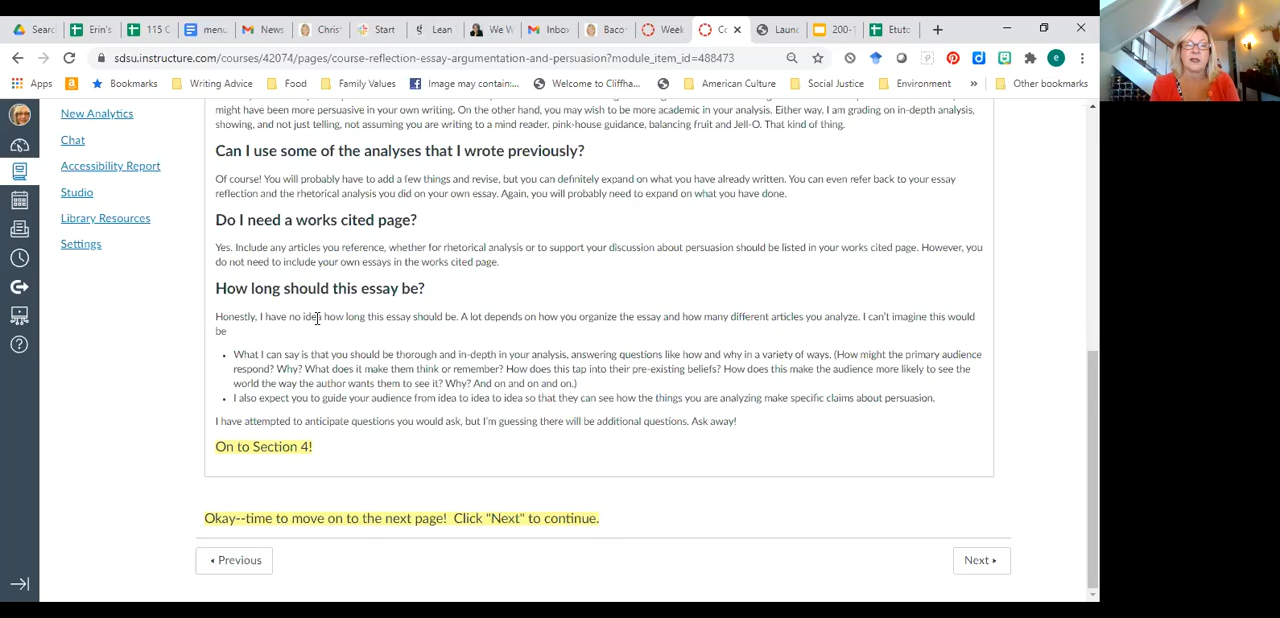 Searc
Erin's
115 C
menu
News
Chris
Start
Lean
We W
Inbo
Baco
Week
Co
Laun
200-
Etuto
sdsu.instructure.com/courses/42074/pages/course-reflection-essay-argumentation-and-persuasion?module_item_id=488473
e
Apps
Bookmarks
Writing Advice
Food
Family Values
Image may contain:...
Welcome to Cliffha...
American Culture
Social Justice
Environment
»
Other bookmarks
New Analytics
Chat
Accessibility Report
Studio
Library Resources
Settings
might have been more persuasive in your own writing. On the other hand, you may wish to be more academic in your analysis. Either way. I am grading on in-depth analysis,
showing, and not just telling, not assuming you are writing to a mind reader, pink-house guidance, balancing fruit and Jell-O. That kind of thing.
Can I use some of the analyses that I wrote previously?
Of course! You will probably have to add a few things and revise, but you can definitely expand on what you have already written. You can even refer back to your essay
reflection and the rhetorical analysis you did on your own essay. Again, you will probably need to expand on what you have done.
Do I need a works cited page?
Yes. Include any articles you reference, whether for rhetorical analysis or to support your discussion about persuasion should be listed in your works cited page. However, you
do not need to include your own essays in the works cited page.
How long should this essay be?
Honestly, I have no idea how long this essay should be. A lot depends on how you organize the essay and how many different articles you analyze. I can't imagine this would
be
• What I can say is that you should be thorough and in-depth in your analysis, answering questions like how and why in a variety of ways. (How might the primary audience
respond? Why? What does it make them think or remember? How does this tap into their pre-existing beliefs? How does this make the audience more likely to see the
world the way the author wants them to see it? Why? And on and on and on.)
• I also expect you to guide your audience from idea to idea to idea so that they can see how the things you are analyzing make specific claims about persuasion.
I have attempted to anticipate questions you would ask, but I'm guessing there will be additional questions. Ask away!
On to Section 4!
Okay--time to move on to the next page! Click "Next" to continue.
Previous
Next